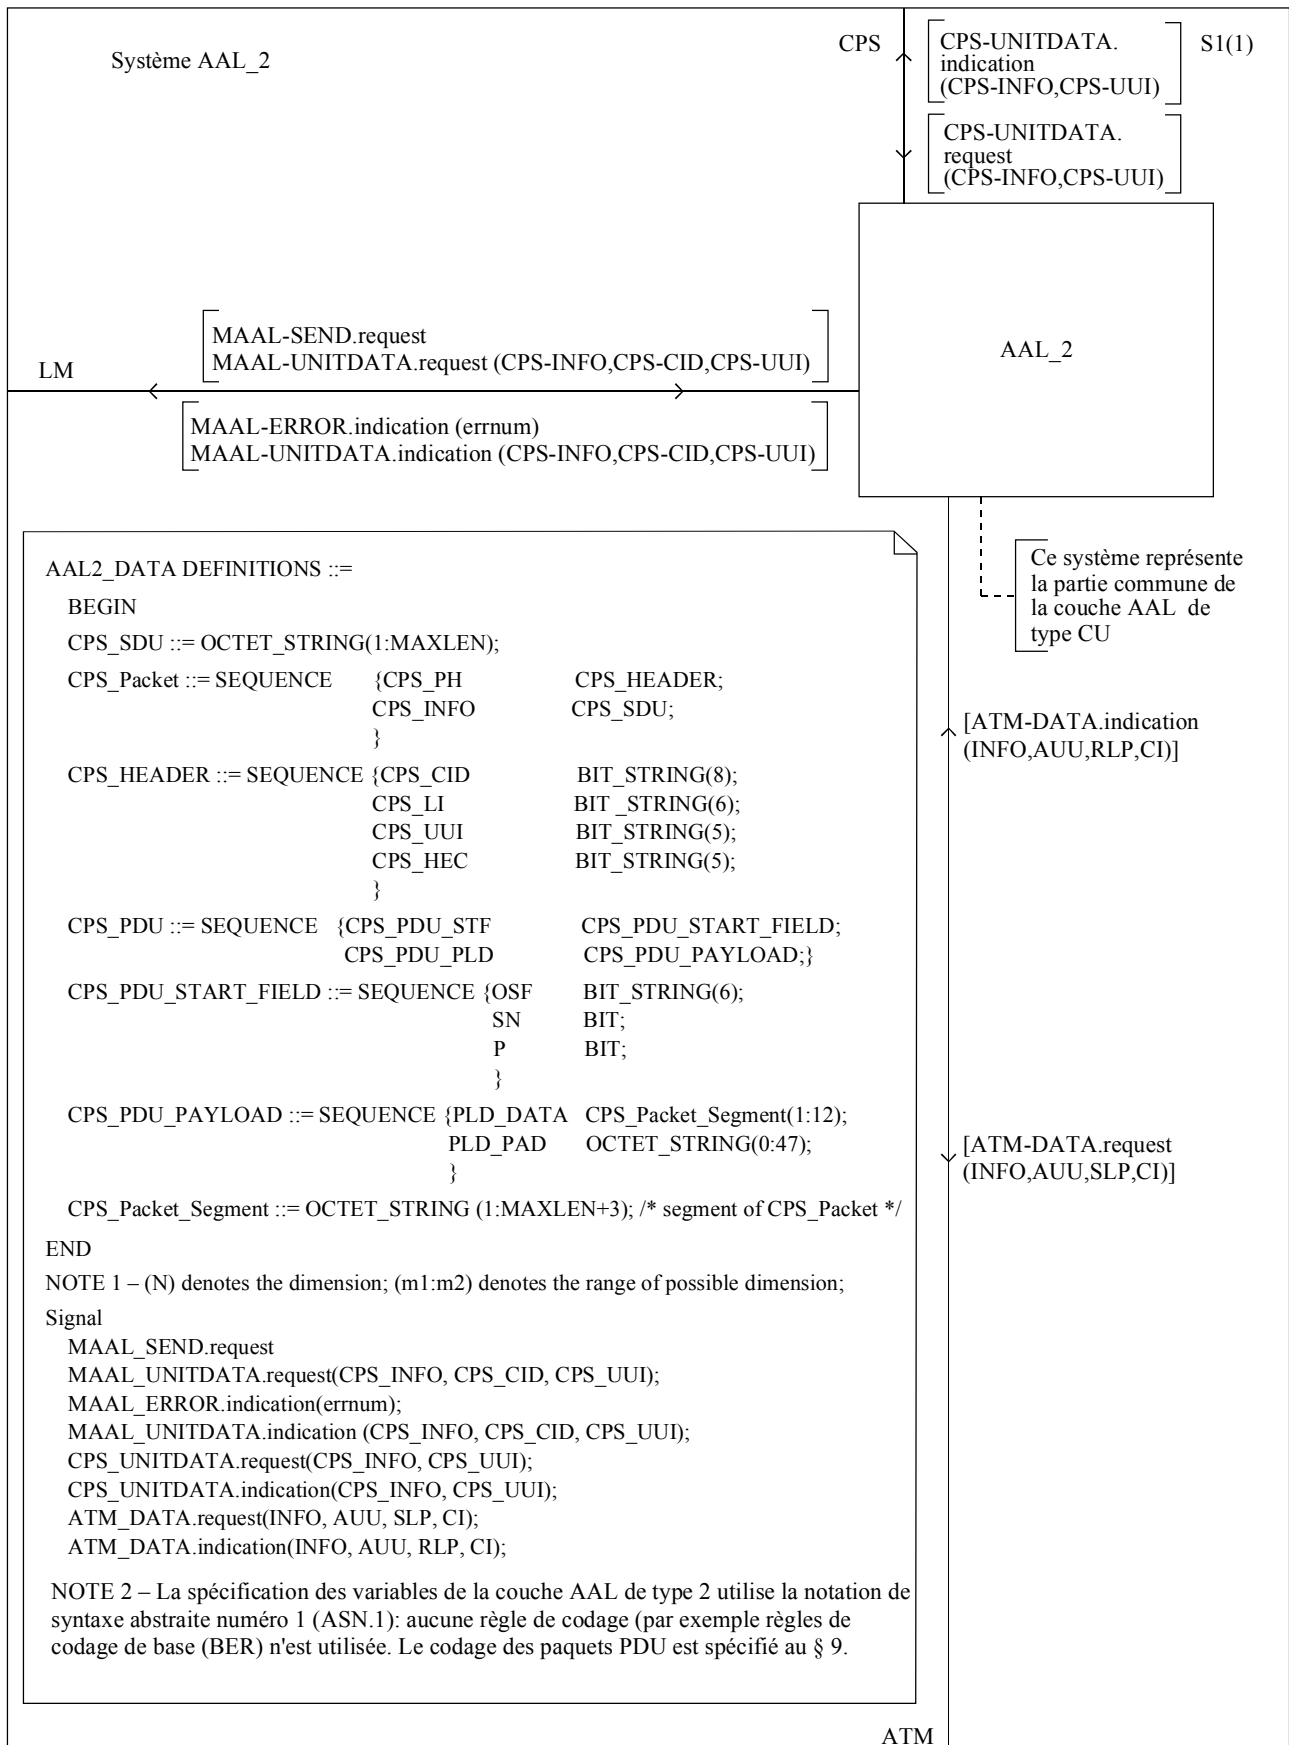 Système AAL_2
CPS
CPS-UNITDATA.
indication
(CPS-INFO,CPS-UUI)
S1(1)
CPS-UNITDATA.
request
(CPS-INFO,CPS-UUI)
MAAL-SEND.request
MAAL-UNITDATA.request (CPS-INFO,CPS-CID,CPS-UUI)
LM
AAL_2
MAAL-ERROR.indication (errnum)
MAAL-UNITDATA.indication (CPS-INFO,CPS-CID,CPS-UUI)
Ce système représente
la partie commune de
la couche AAL de
type CU
[ATM-DATA.indication
(INFO,AUU,RLP,CI)]
[ATM-DATA.request
(INFO,AUU,SLP,CI)]
AAL2_DATA DEFINITIONS ::=
BEGIN
CPS_SDU ::= OCTET_STRING(1:MAXLEN);
CPS_Packet ::= SEQUENCE {CPS_PH CPS_HEADER;
CPS_INFO CPS_SDU;
}
CPS_HEADER ::= SEQUENCE {CPS_CID BIT_STRING(8);
CPS_LI BIT _STRING(6);
CPS_UUI BIT_STRING(5);
CPS_HEC BIT_STRING(5);
}
CPS_PDU ::= SEQUENCE {CPS_PDU_STF CPS_PDU_START_FIELD;
CPS_PDU_PLD CPS_PDU_PAYLOAD;}
CPS_PDU_START_FIELD ::= SEQUENCE {OSF BIT_STRING(6);
SN BIT;
P BIT;
}
CPS_PDU_PAYLOAD ::= SEQUENCE {PLD_DATA CPS_Packet_Segment(1:12);
PLD_PAD OCTET_STRING(0:47);
}
CPS_Packet_Segment ::= OCTET_STRING (1:MAXLEN+3); /* segment of CPS_Packet */
END
NOTE 1 – (N) denotes the dimension; (m1:m2) denotes the range of possible dimension;
Signal
MAAL_SEND.request
MAAL_UNITDATA.request(CPS_INFO, CPS_CID, CPS_UUI);
MAAL_ERROR.indication(errnum);
MAAL_UNITDATA.indication (CPS_INFO, CPS_CID, CPS_UUI);
CPS_UNITDATA.request(CPS_INFO, CPS_UUI);
CPS_UNITDATA.indication(CPS_INFO, CPS_UUI);
ATM_DATA.request(INFO, AUU, SLP, CI);
ATM_DATA.indication(INFO, AUU, RLP, CI);
NOTE 2 – La spécification des variables de la couche AAL de type 2 utilise la notation de
syntaxe abstraite numéro 1 (ASN.1): aucune règle de codage (par exemple règles de
codage de base (BER) n'est utilisée. Le codage des paquets PDU est spécifié au § 9.
ATM